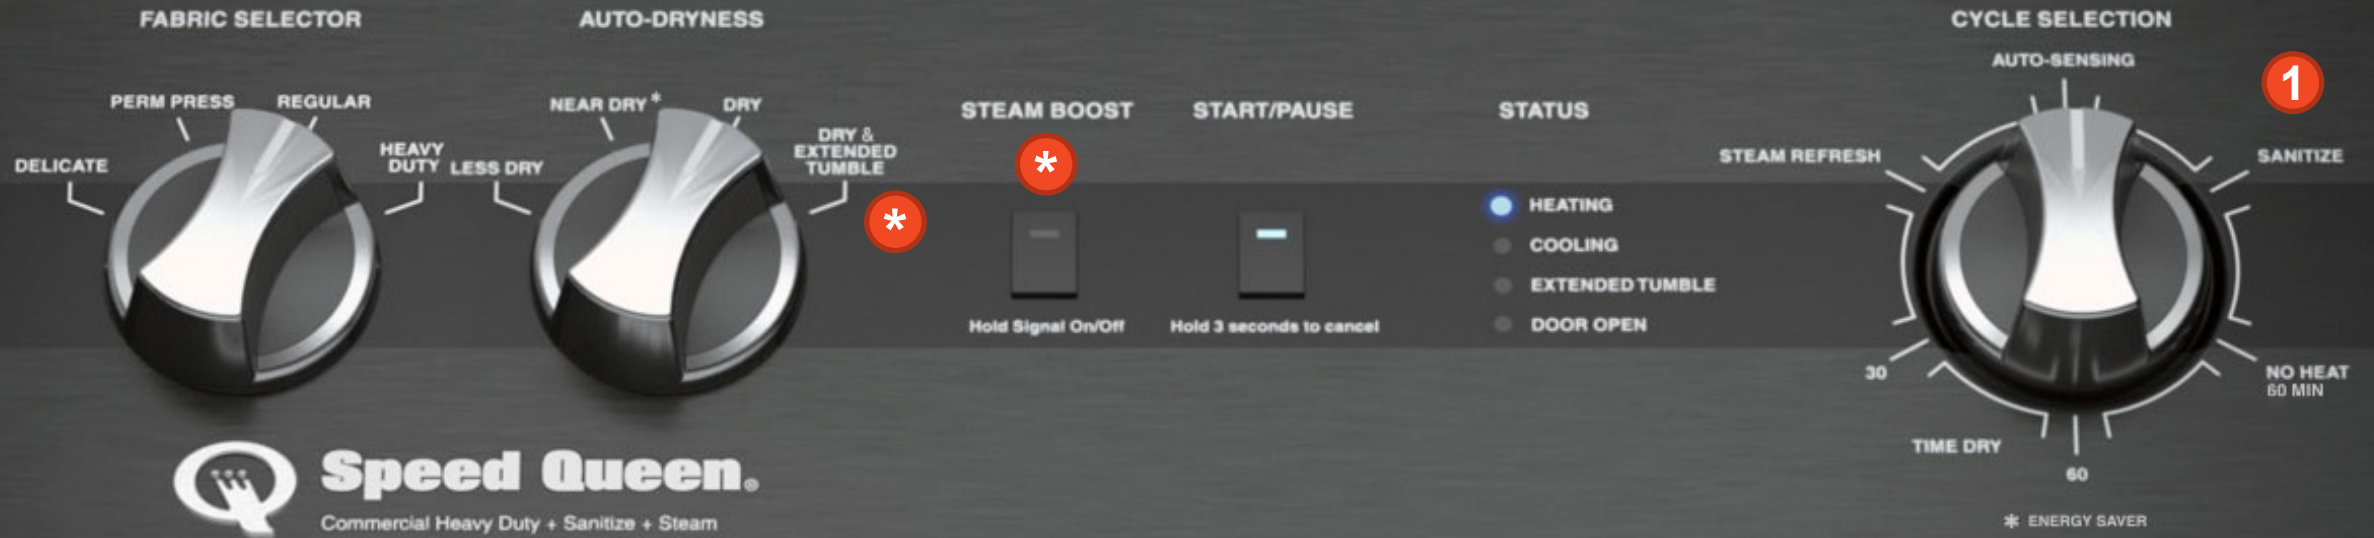 FABRIC SELECTOR
PERM PRESS
REGULAR
DELICATE
HEAVY
DUTY
AUTO-DRYNESS
NEAR DRY *
DRY
LESS DRY
DRY &
EXTENDED
TUMBLE
*
STEAM BOOST
*
Hold Signal On/Off
START/PAUSE
Hold 3 seconds to cancel
STATUS
HEATING
COOLING
EXTENDED TUMBLE
DOOR OPEN
CYCLE SELECTION
AUTO-SENSING
1
STEAM REFRESH
SANITIZE
30
NO HEAT
60 MIN
TIME DRY
60
* ENERGY SAVER
Speed Queen®
Commercial Heavy Duty + Sanitize + Steam